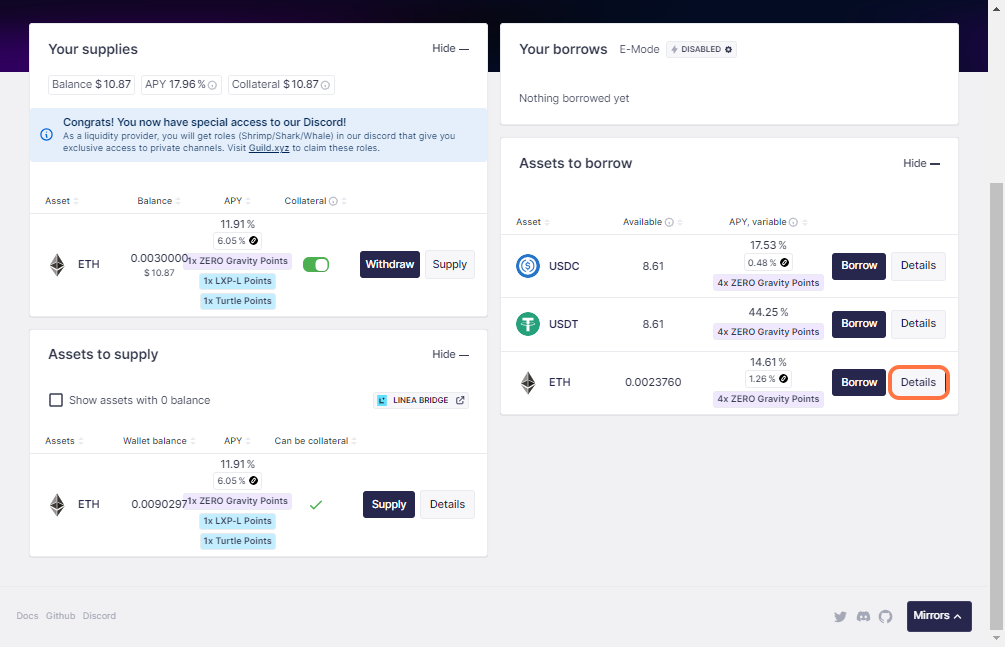 Your supplies
Hide —
Balance $ 10.87
APY 17.96 %
Collateral $ 10.87
Congrats! You now have special access to our Discord!
As a liquidity provider, you will get roles (Shrimp/Shark/Whale) in our discord that give you
exclusive access to private channels. Visit Guild.xyz to claim these roles.
Asset
Balance
APY
Collateral
ETH
0.0030000
$ 10.87
11.91 %
6.05 %
1x ZERO Gravity Points
1x LXP-L Points
1x Turtle Points
Withdraw
Supply
Assets to supply
Hide —
Show assets with 0 balance
LINEA BRIDGE
Assets
Wallet balance
APY
Can be collateral
ETH
0.0090297
11.91 %
6.05 %
1x ZERO Gravity Points
1x LXP-L Points
1x Turtle Points
Supply
Details
Your borrows
E-Mode
DISABLED
Nothing borrowed yet
Assets to borrow
Hide —
Asset
Available
APY, variable
USDC
8.61
17.53 %
0.48 %
4x ZERO Gravity Points
Borrow
Details
USDT
8.61
44.25 %
4x ZERO Gravity Points
Borrow
Details
ETH
0.0023760
14.61 %
1.26 %
4x ZERO Gravity Points
Borrow
Details
Docs
Github
Discord
Mirrors